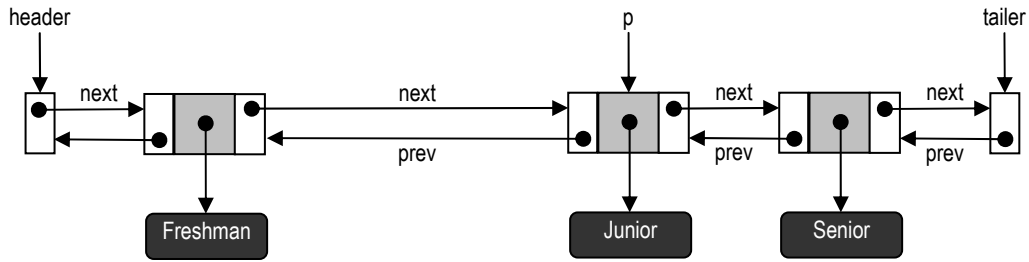 header p tailer
next next next next
prev prev prev
Freshman Junior Senior